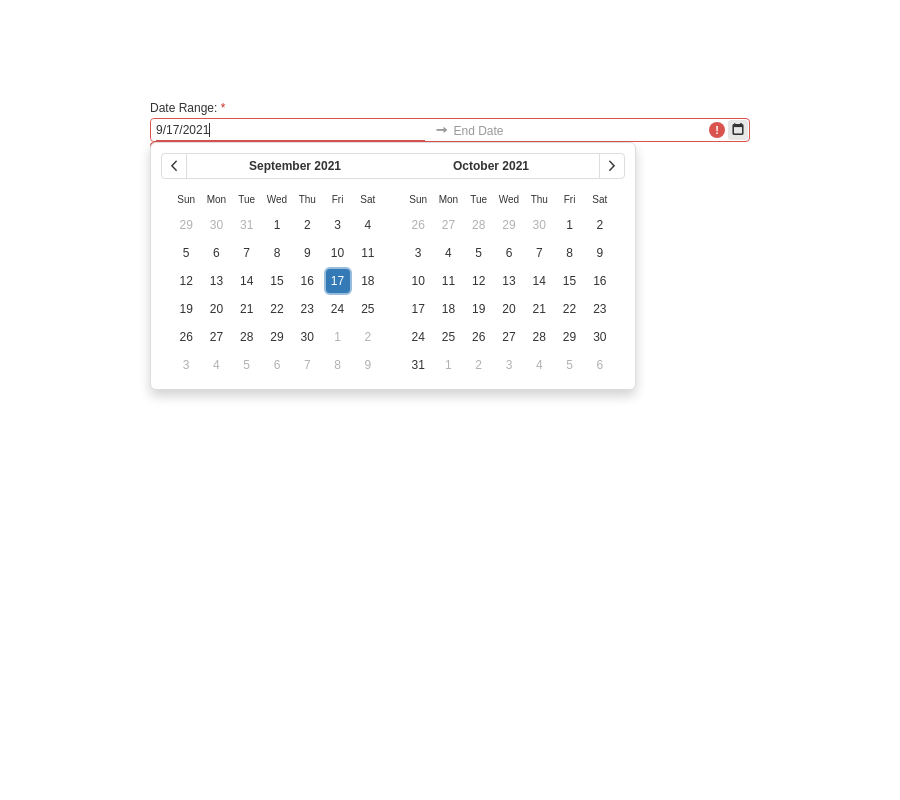 Date Range: *
9/17/2021 End Date
September 2021 October 2021
Sun Mon Tue Wed Thu Fri Sat Sun Mon Tue Wed Thu Fri Sat
29 30 31 1 2 3 4 26 27 28 29 30 1 2
5 6 7 8 9 10 11 3 4 5 6 7 8 9
12 13 14 15 16 17 18 10 11 12 13 14 15 16
19 20 21 22 23 24 25 17 18 19 20 21 22 23
26 27 28 29 30 1 2 24 25 26 27 28 29 30
3 4 5 6 7 8 9 31 1 2 3 4 5 6